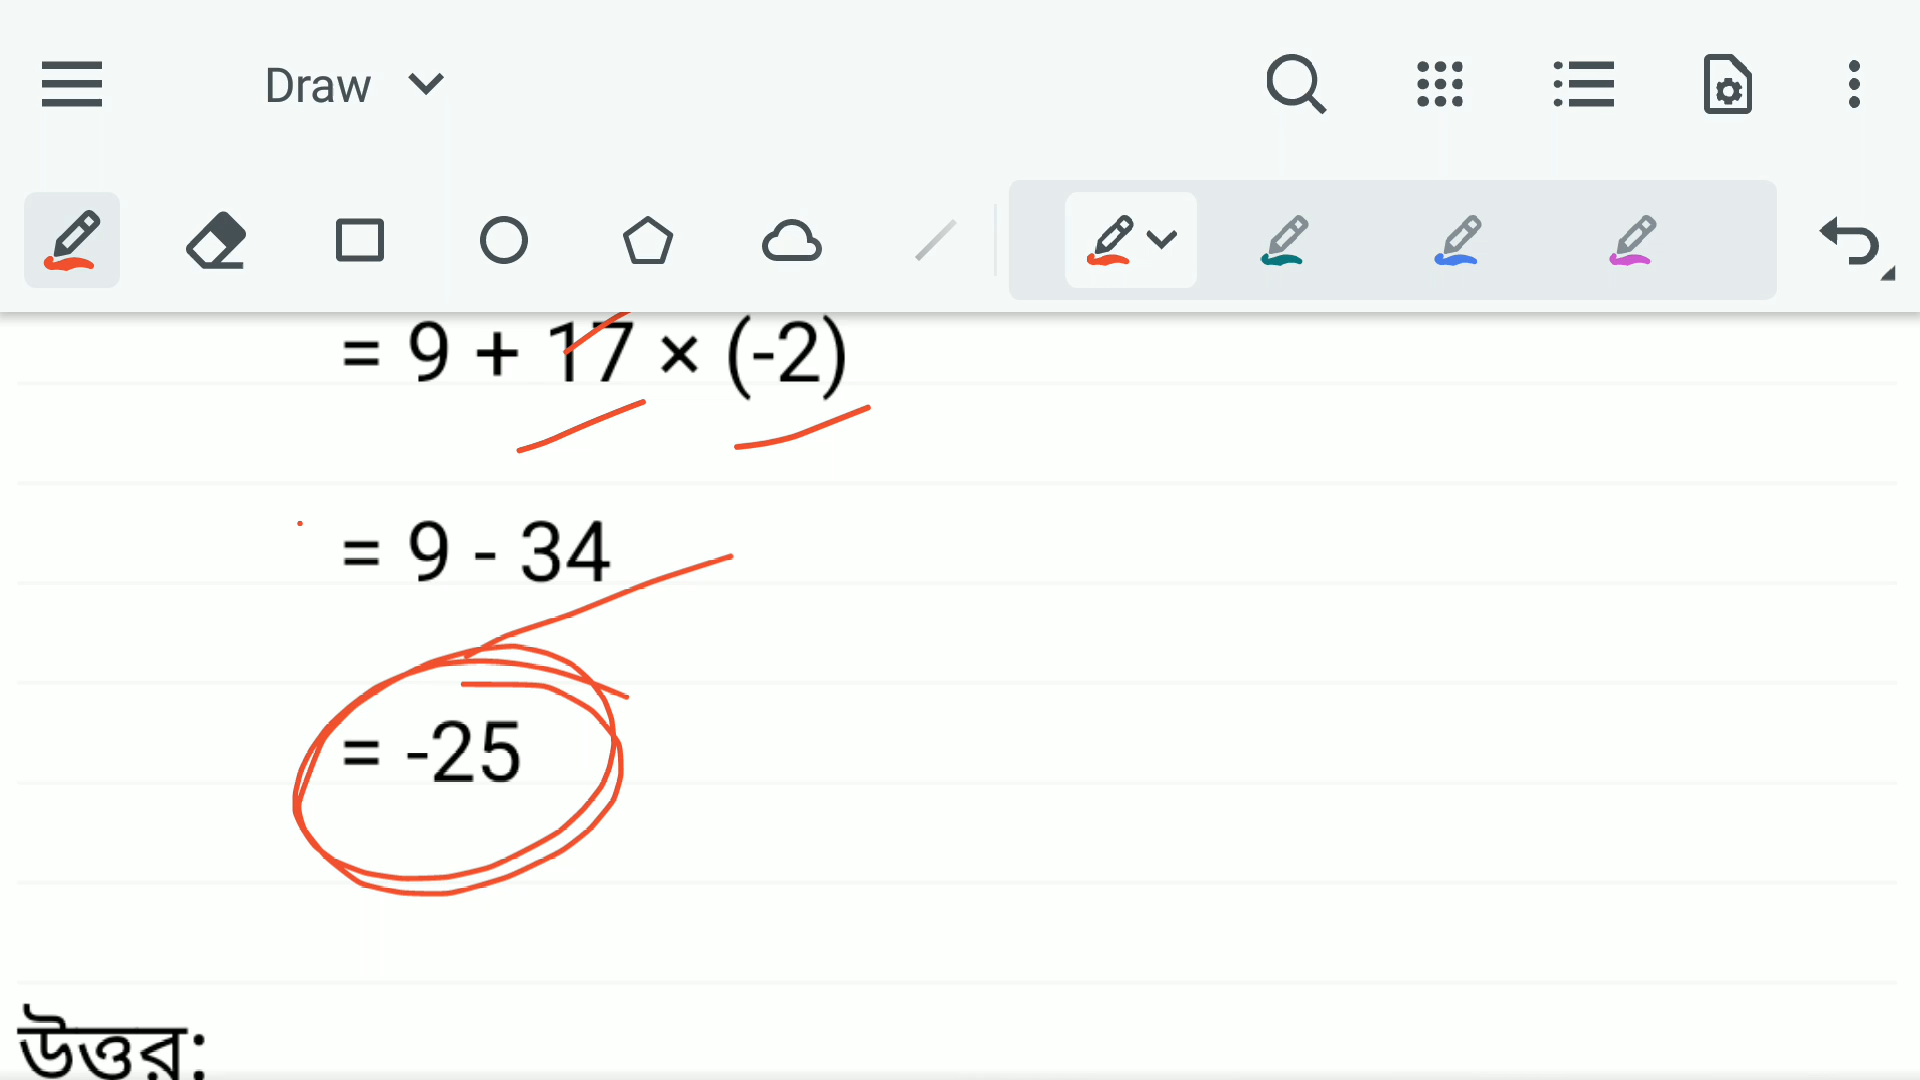 Draw
= 9 + 17 × (-2)
= 9 - 34
= -25
উত্তর: